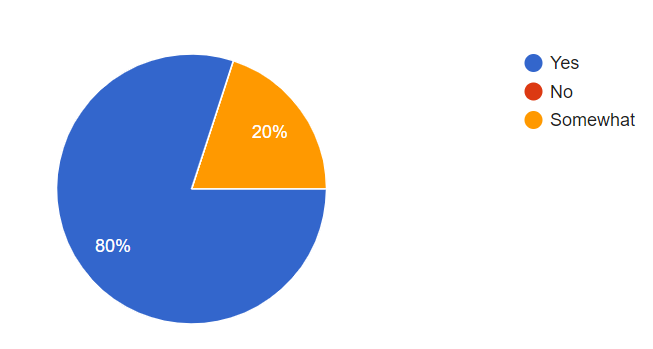 Yes
No
Somewhat
20%
80%